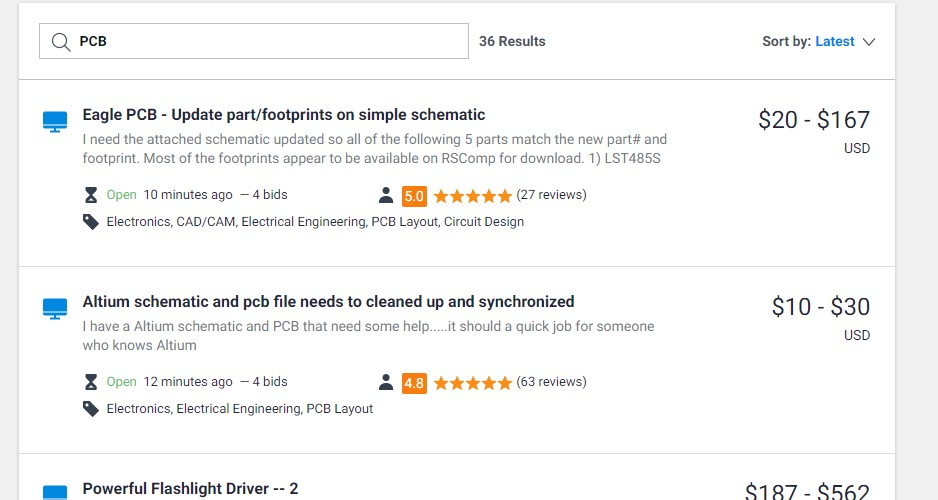 PCB
36 Results
Sort by: Latest
Eagle PCB - Update part/footprints on simple schematic
$20 - $167
I need the attached schematic updated so all of the following 5 parts match the new part# and
USD
footprint. Most of the footprints appear to be available on RSComp for download. 1) LST485S
Open 10 minutes ago — 4 bids
5.0 ★★★★★ (27 reviews)
Electronics, CAD/CAM, Electrical Engineering, PCB Layout, Circuit Design
Altium schematic and pcb file needs to cleaned up and synchronized
$10 - $30
I have a Altium schematic and PCB that need some help.....it should a quick job for someone
USD
who knows Altium
Open 12 minutes ago — 4 bids
4.8 ★★★★★ (63 reviews)
Electronics, Electrical Engineering, PCB Layout
Powerful Flashlight Driver -- 2
$187 - $562